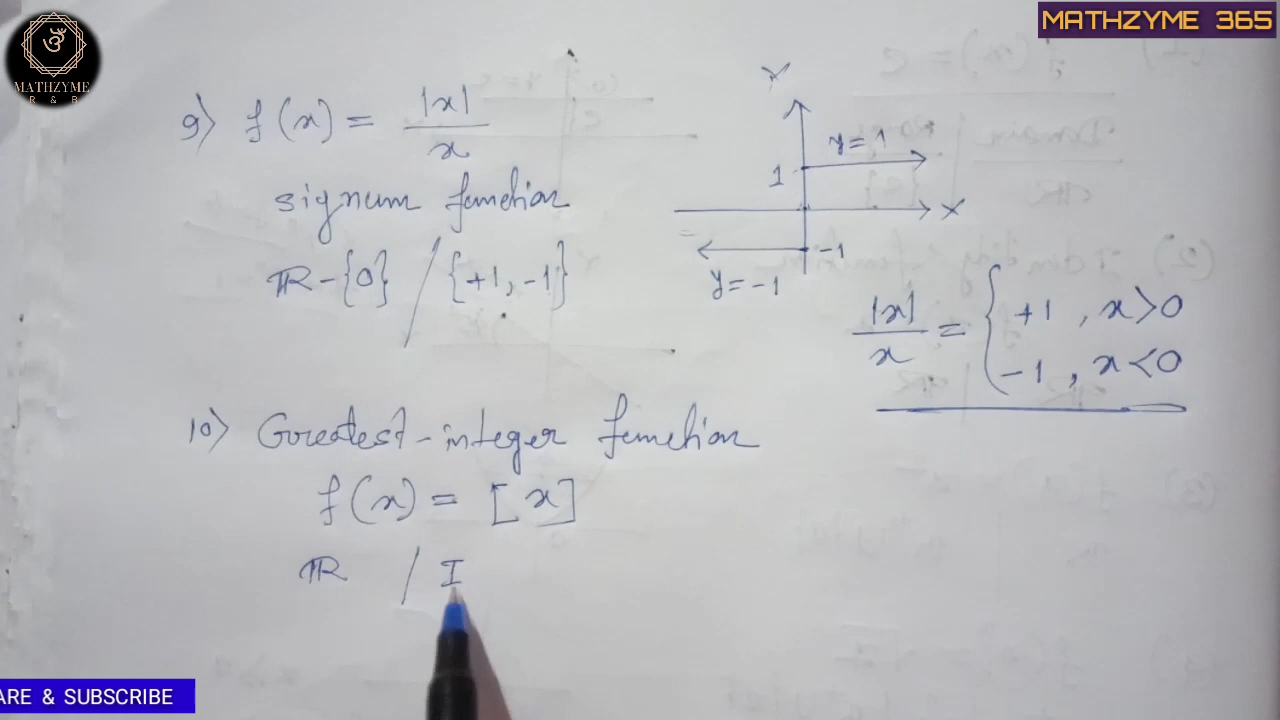 MATHZYME 365
ॐ
MATHZYME
R & B
9) f(x) = |x| / x
signum function
ℝ - {0} / {+1, -1}
Y
y = 1
1
X
-1
y = -1
|x| / x = { +1 , x > 0
-1 , x < 0
10) Greatest-integer function
f(x) = [x]
ℝ / I
ARE & SUBSCRIBE